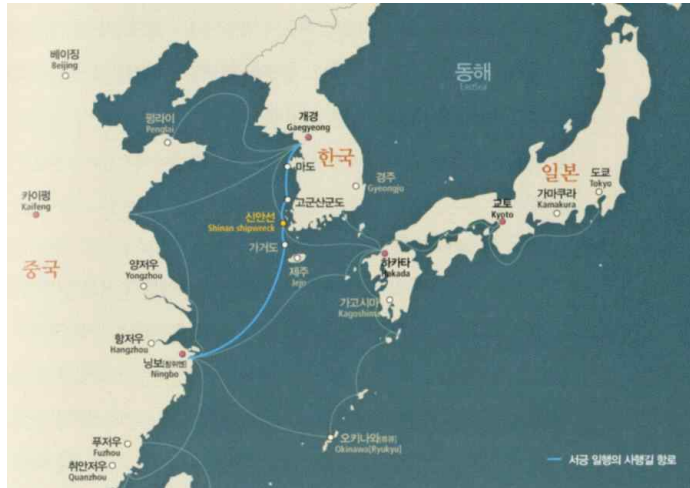 베이징
Beijing
펑라이
Penglai
개경
Gaegyeong
동해
East Sea
한국
마도
경주
Gyeongju
고군산군도
일본
도쿄
Tokyo
가마쿠라
Kamakura
교토
Kyoto
카이펑
Kaifeng
신안선
Shinan shipwreck
가거도
중국
제주
Jeju
하카타
Hakada
양저우
Yongzhou
가고시마
Kagoshima
항저우
Hangzhou
닝보
Ningbo
푸저우
Fuzhou
오키나와
Okinawa(Ryukyu)
취안저우
Quanzhou
서긍 일행의 사행길 항로